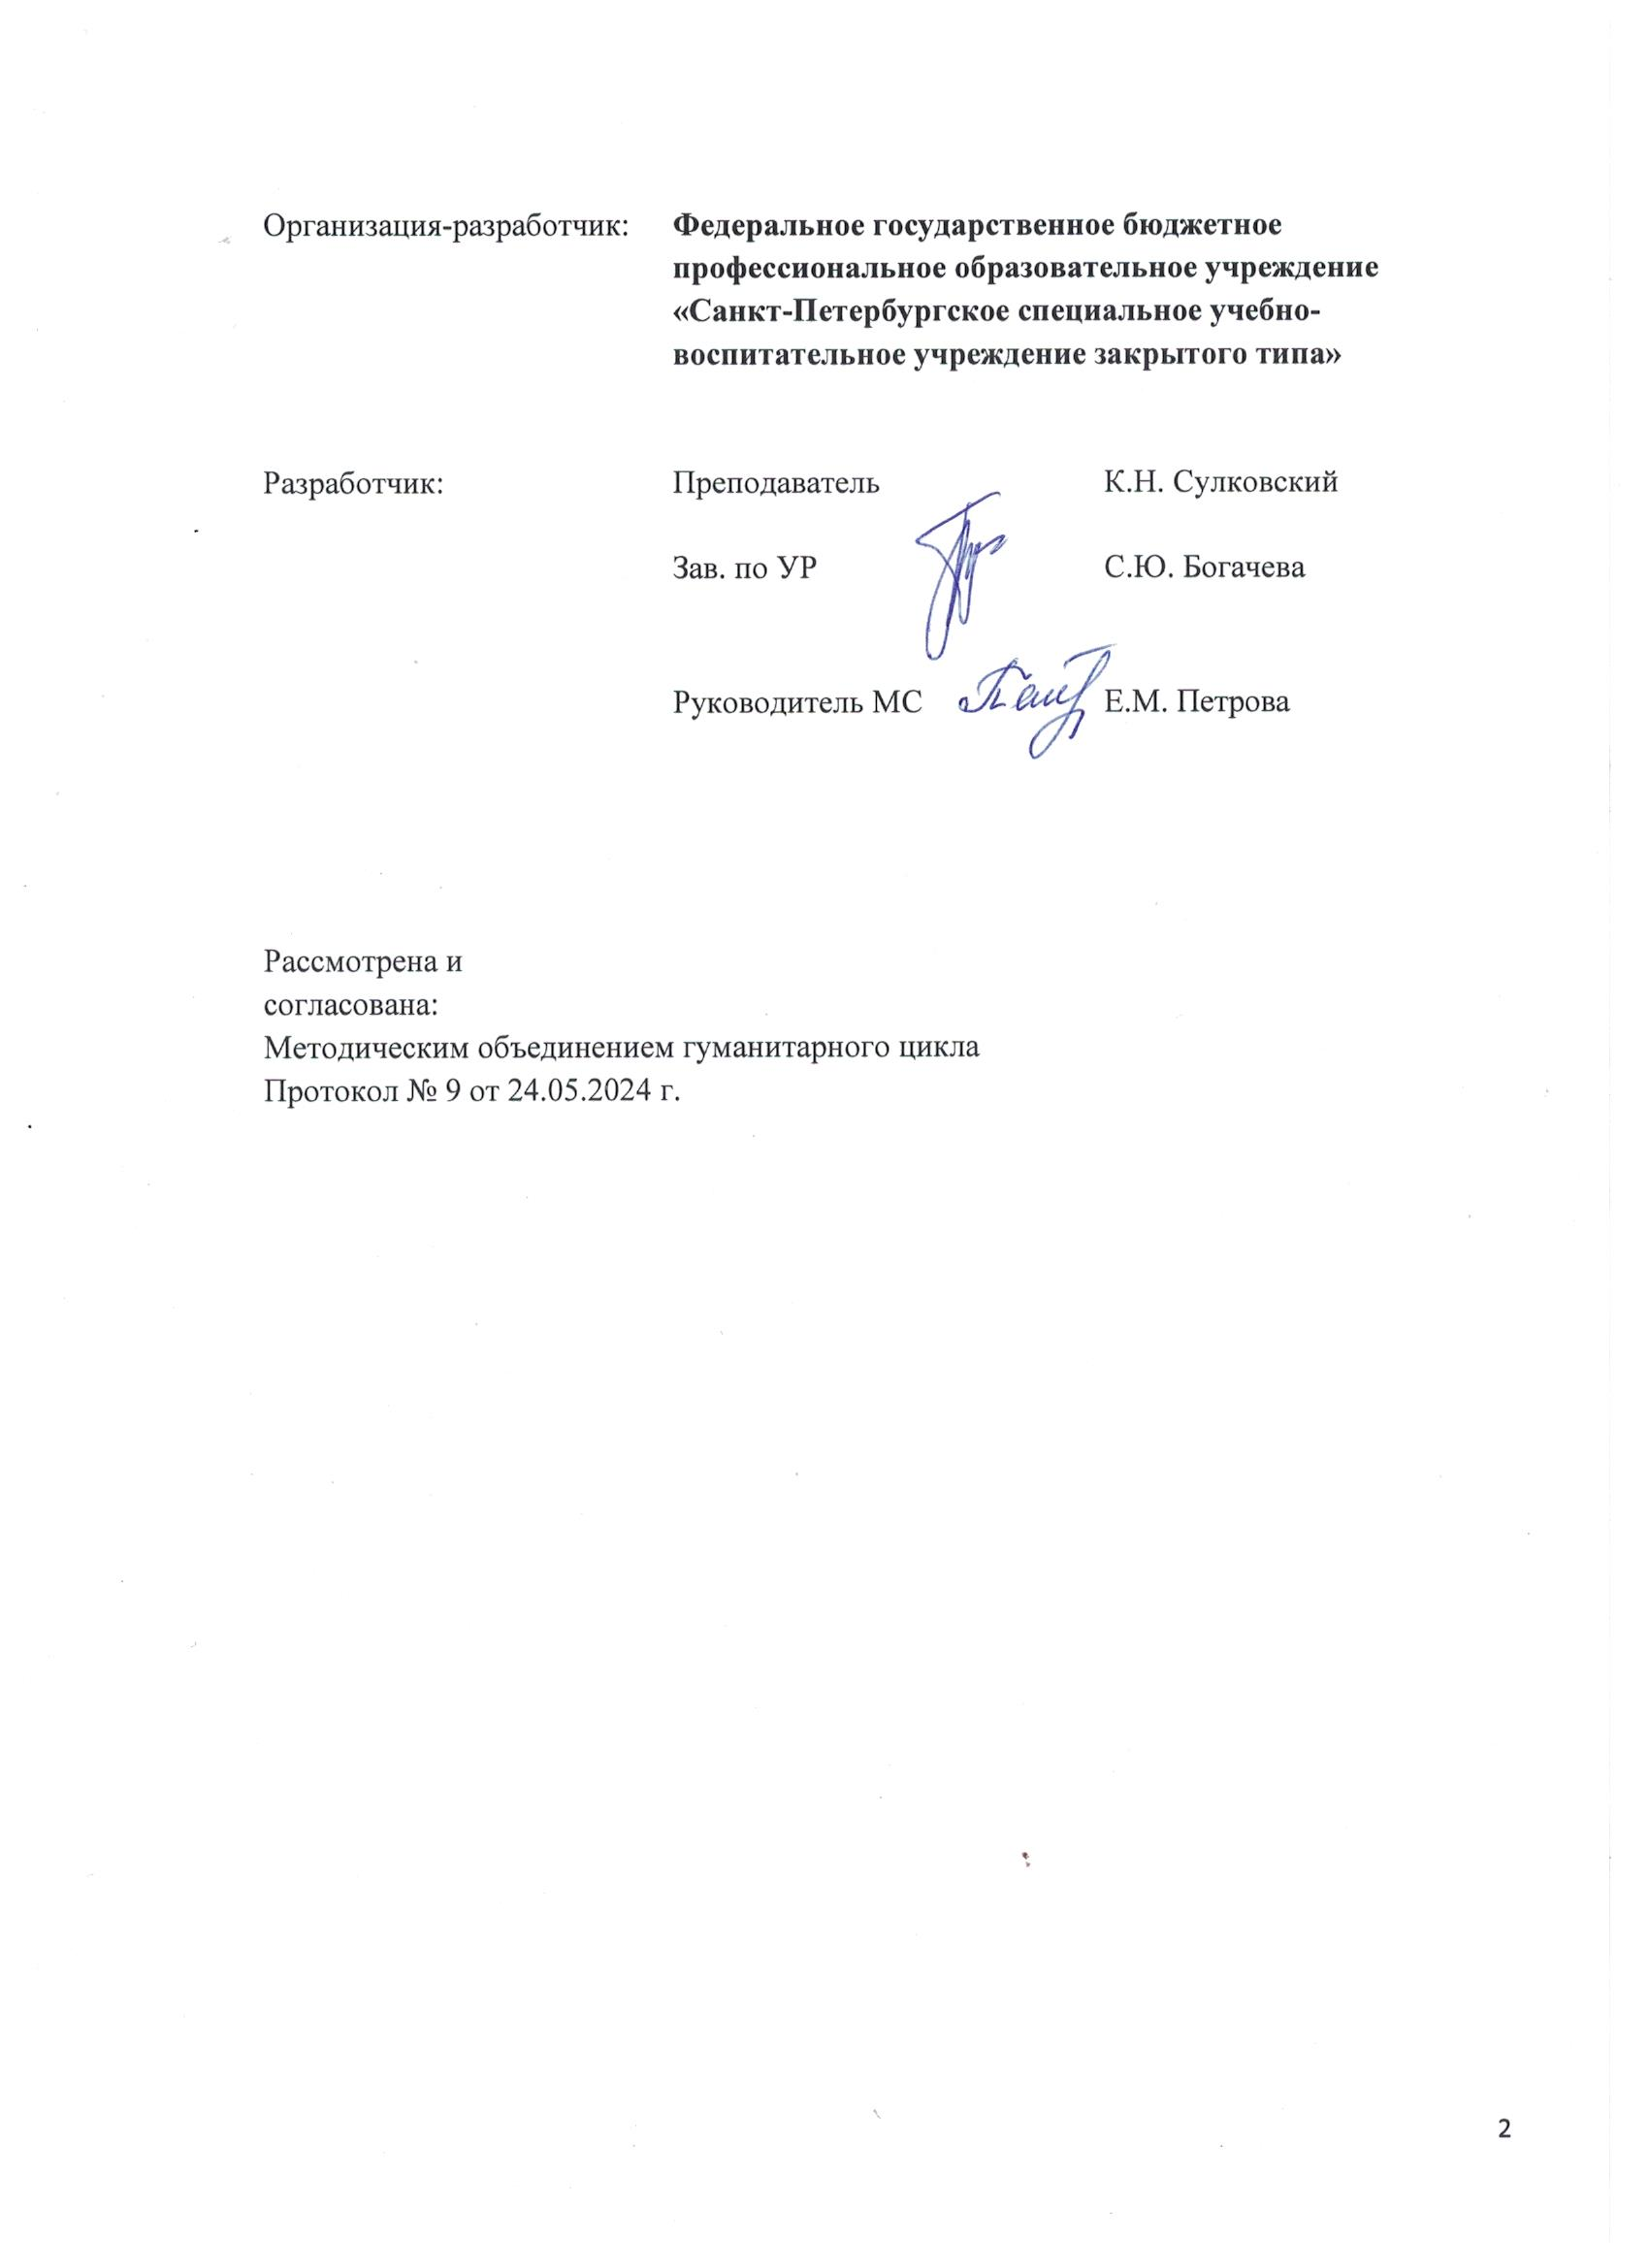 Организация-разработчик: Федеральное государственное бюджетное
профессиональное образовательное учреждение
«Санкт-Петербургское специальное учебно-
воспитательное учреждение закрытого типа»
Разработчик: Преподаватель К.Н. Сулковский
Зав. по УР С.Ю. Богачева
Руководитель МС Е.М. Петрова
Рассмотрена и
согласована:
Методическим объединением гуманитарного цикла
Протокол № 9 от 24.05.2024 г.
2